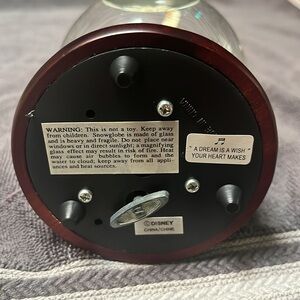 WARNING: This is not a toy. Keep away
from children. Snowglobe is made of glass
and is heavy and fragile. Do not place near
windows or in direct sunlight; a magnifying
glass effect may result in risk of fire. Heat
may cause air bubbles to form and the
water to cloud; keep away from all appli-
ances and heat sources.
♫
"A DREAM IS A WISH
YOUR HEART MAKES"
©DISNEY
CHINA/CHINE